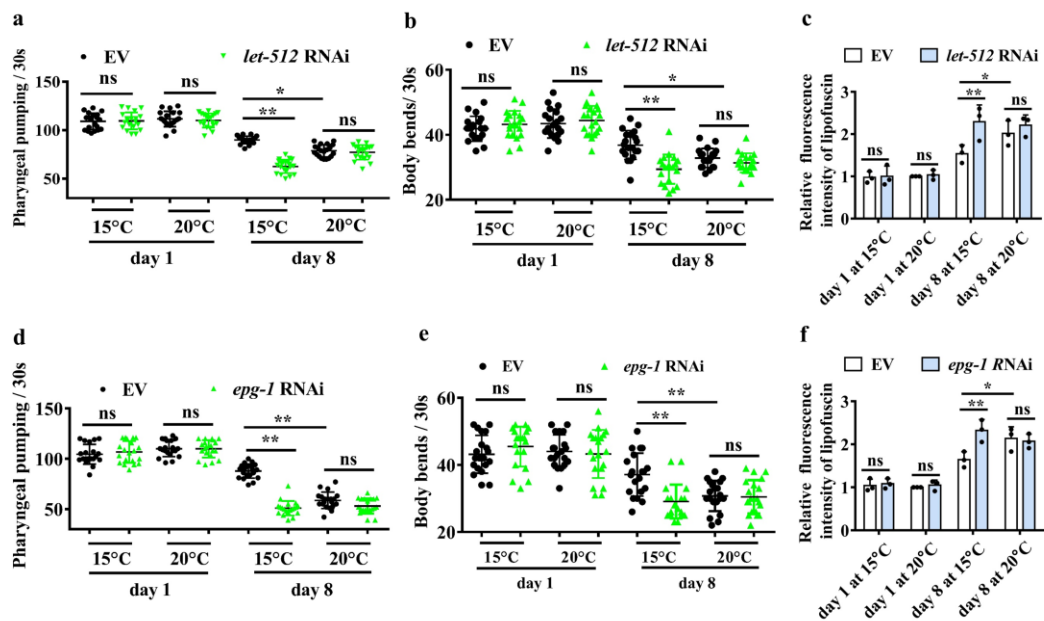 a
EV
let-512 RNAi
Pharyngeal pumping / 30s
150
100
50
ns
ns
*
**
ns
15°C
20°C
15°C
20°C
day 1
day 8
b
EV
let-512 RNAi
Body bends/ 30s
60
40
20
ns
ns
*
**
ns
15°C
20°C
15°C
20°C
day 1
day 8
c
EV
let-512 RNAi
Relative fluorescence
intensity of lipofuscin
3
2
1
0
ns
ns
*
**
ns
day 1 at 15°C
day 1 at 20°C
day 8 at 15°C
day 8 at 20°C
d
EV
epg-1 RNAi
Pharyngeal pumping / 30s
150
100
50
ns
ns
**
**
ns
15°C
20°C
15°C
20°C
day 1
day 8
e
EV
epg-1 RNAi
Body bends / 30s
60
40
20
ns
ns
**
**
ns
15°C
20°C
15°C
20°C
day 1
day 8
f
EV
epg-1 RNAi
Relative fluorescence
intensity of lipofuscin
3
2
1
0
ns
ns
*
**
ns
day 1 at 15°C
day 1 at 20°C
day 8 at 15°C
day 8 at 20°C